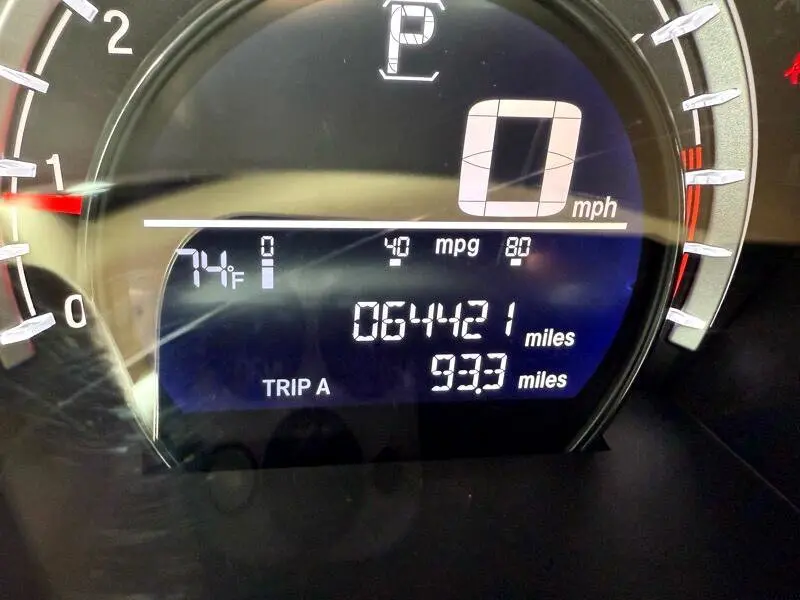 2
P
0 mph
1
0 40 mpg 80
74°F
0
064421 miles
TRIP A 93.3 miles